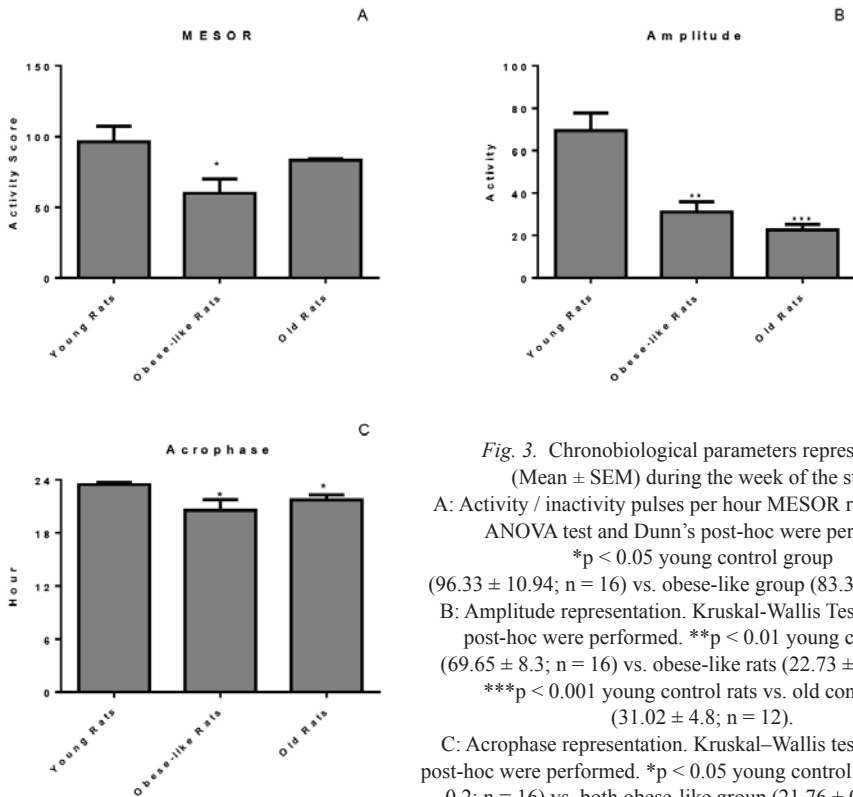 A
MESOR
150
100
50
0
Activity Score
*
Young Rats
Obese-like Rats
Old Rats
B
Amplitude
100
80
60
40
20
0
Activity
**
***
Young Rats
Obese-like Rats
Old Rats
C
Acrophase
24
18
12
6
0
Hour
*
*
Young Rats
Obese-like Rats
Old Rats
Fig. 3. Chronobiological parameters repres
(Mean ± SEM) during the week of the s
A: Activity / inactivity pulses per hour MESOR r
ANOVA test and Dunn's post-hoc were per
*p < 0.05 young control group
(96.33 ± 10.94; n = 16) vs. obese-like group (83.3
B: Amplitude representation. Kruskal-Wallis Tes
post-hoc were performed. **p < 0.01 young c
(69.65 ± 8.3; n = 16) vs. obese-like rats (22.73 ±
***p < 0.001 young control rats vs. old con
(31.02 ± 4.8; n = 12).
C: Acrophase representation. Kruskal–Wallis tes
post-hoc were performed. *p < 0.05 young control
0.2; n = 16) vs. both obese-like group (21.76 ±